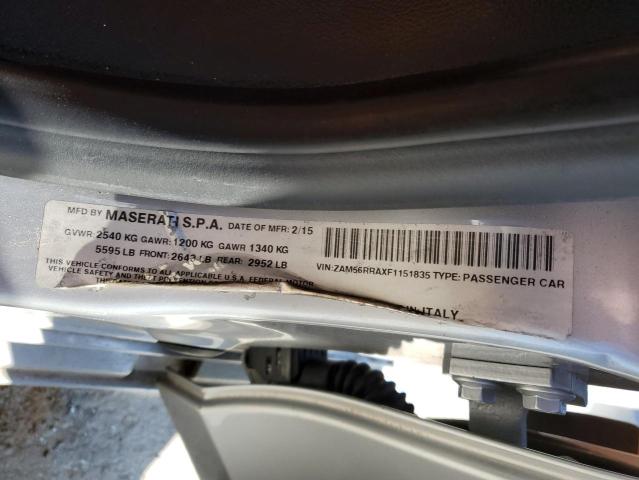 MFD BY MASERATI S.P.A. DATE OF MFR: 2/15
GVWR: 2540 KG GAWR: 1200 KG GAWR 1340 KG
5595 LB FRONT: 2643 LB REAR: 2952 LB
THIS VEHICLE CONFORMS TO ALL APPLICABLE U.S.A. FEDERAL MOTOR
VEHICLE SAFETY AND
VIN: ZAM56RRAXF1151835 TYPE: PASSENGER CAR
IN ITALY